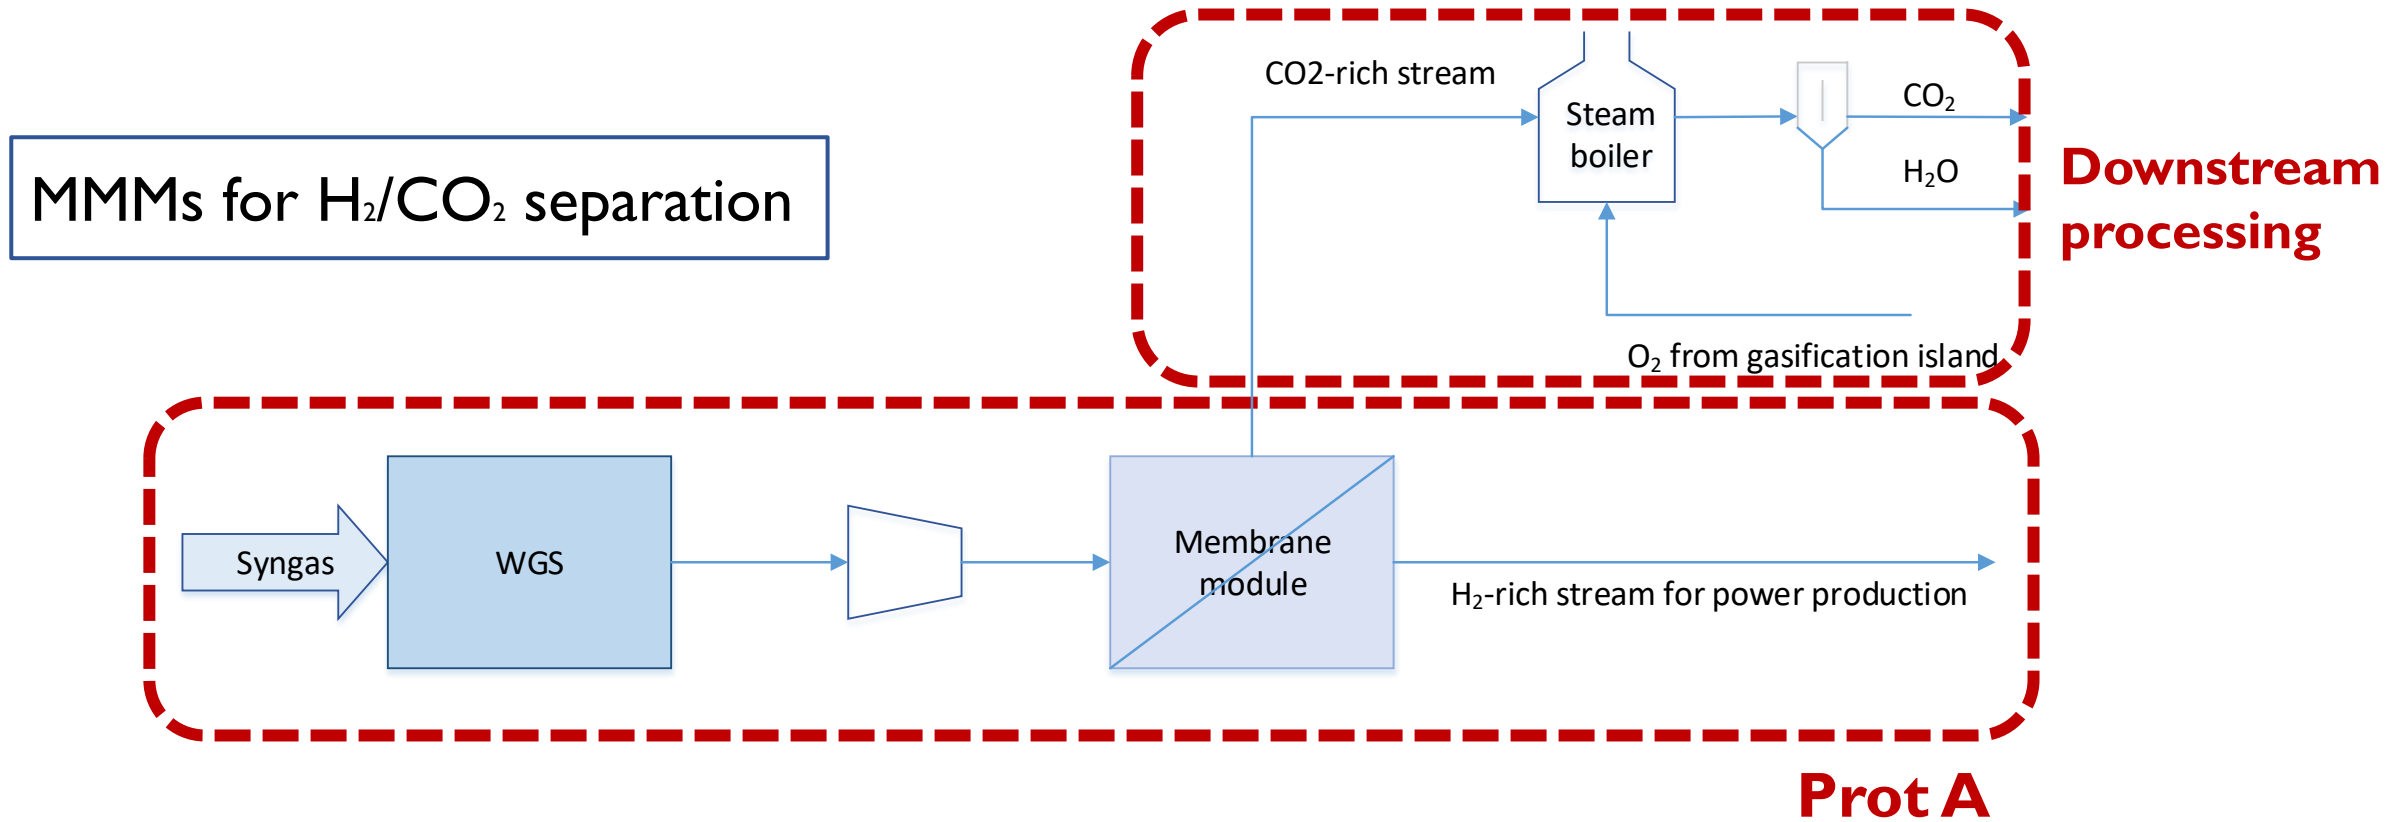 MMMs for H₂/CO₂ separation
CO2-rich stream
Steam
boiler
CO₂
H₂O
O₂ from gasification island
Downstream
processing
Syngas
WGS
Membrane
module
H₂-rich stream for power production
Prot A